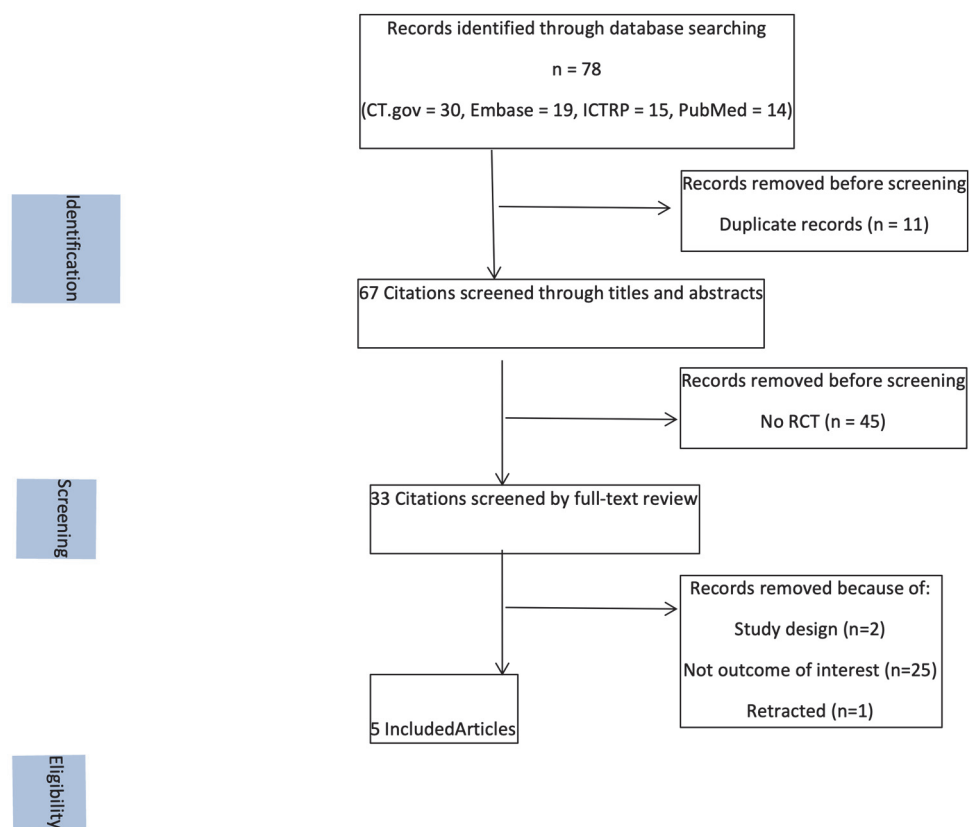 Records identified through database searching
n = 78
(CT.gov = 30, Embase = 19, ICTRP = 15, PubMed = 14)
Identification
Records removed before screening
Duplicate records (n = 11)
67 Citations screened through titles and abstracts
Records removed before screening
No RCT (n = 45)
Screening
33 Citations screened by full-text review
Records removed because of:
Study design (n=2)
Not outcome of interest (n=25)
Retracted (n=1)
5 IncludedArticles
Eligibility